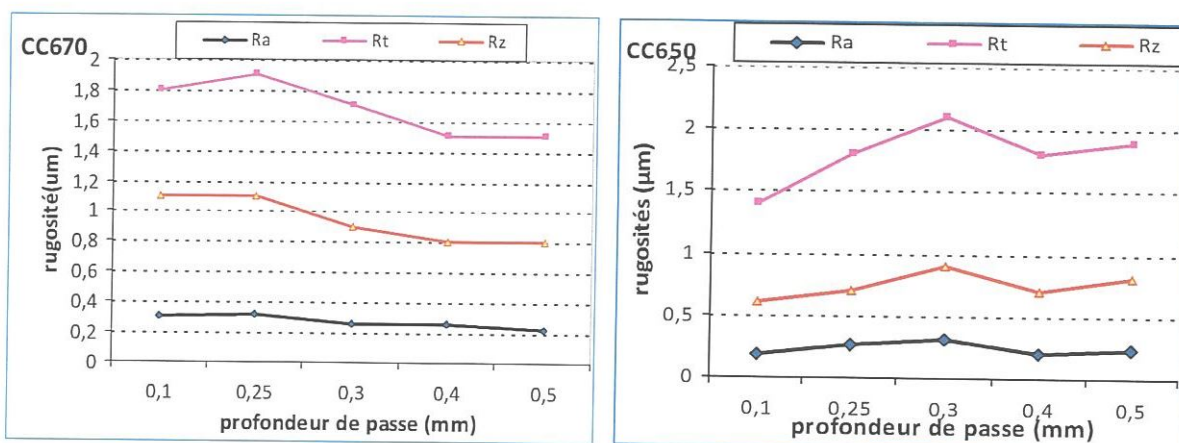 CC670
Ra Rt Rz
2
1,8
1,6
1,4
1,2
1
0,8
0,6
0,4
0,2
0
rugosité(um)
0,1 0,25 0,3 0,4 0,5
profondeur de passe (mm)
CC650
Ra Rt Rz
2,5
2
1,5
1
0,5
0
rugosités (µm)
0,1 0,25 0,3 0,4 0,5
profondeur de passe (mm)